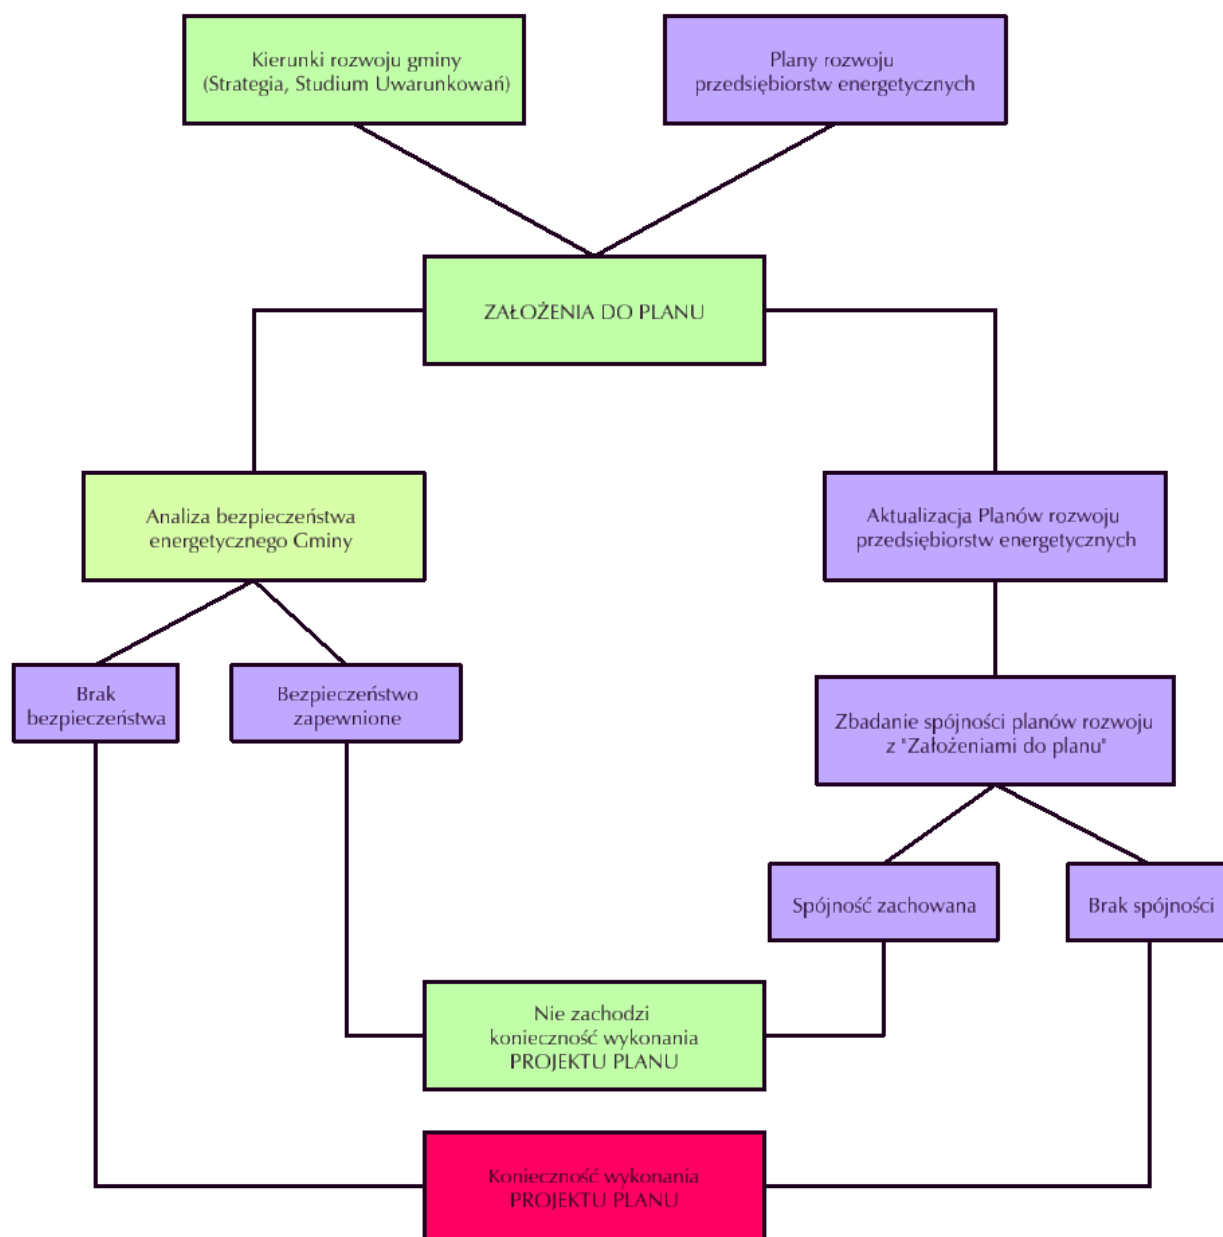 Kierunki rozwoju gminy
(Strategia, Studium Uwarunkowań)
Plany rozwoju
przedsiębiorstw energetycznych
ZAŁOŻENIA DO PLANU
Analiza bezpieczeństwa
energetycznego Gminy
Aktualizacja Planów rozwoju
przedsiębiorstw energetycznych
Brak
bezpieczeństwa
Bezpieczeństwo
zapewnione
Zbadanie spójności planów rozwoju
z "Założeniami do planu"
Spójność zachowana
Brak spójności
Nie zachodzi
konieczność wykonania
PROJEKTU PLANU
Konieczność wykonania
PROJEKTU PLANU